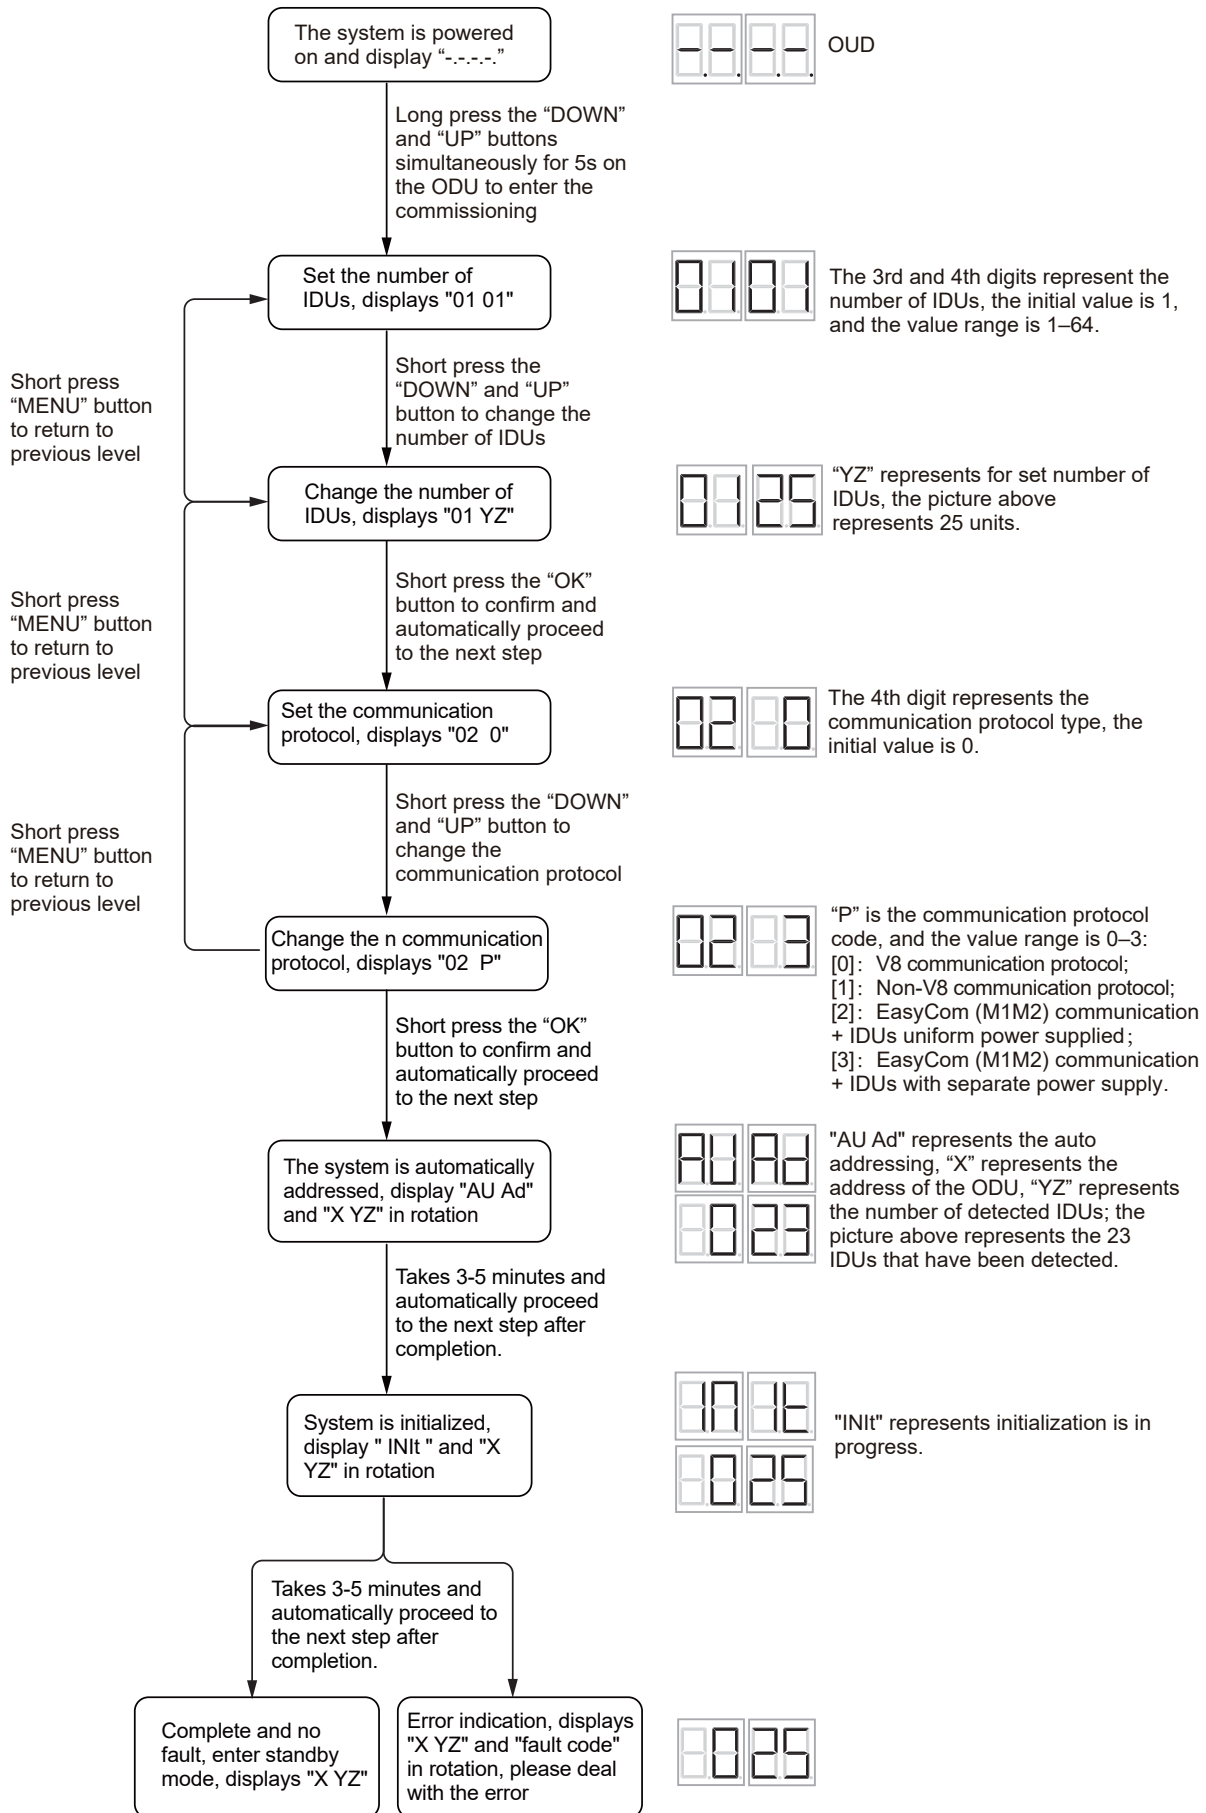 The system is powered
on and display “-.-.-.-.”
OUD
Long press the “DOWN”
and “UP” buttons
simultaneously for 5s on
the ODU to enter the
commissioning
Set the number of
IDUs, displays "01 01"
0101
The 3rd and 4th digits represent the
number of IDUs, the initial value is 1,
and the value range is 1–64.
Short press
“MENU” button
to return to
previous level
Short press the
“DOWN” and “UP”
button to change the
number of IDUs
Change the number of
IDUs, displays "01 YZ"
0125
“YZ” represents for set number of
IDUs, the picture above
represents 25 units.
Short press
“MENU” button
to return to
previous level
Short press the “OK”
button to confirm and
automatically proceed
to the next step
Set the communication
protocol, displays "02  0"
02 0
The 4th digit represents the
communication protocol type, the
initial value is 0.
Short press
“MENU” button
to return to
previous level
Short press the “DOWN”
and “UP” button to
change the
communication protocol
Change the n communication
protocol, displays "02  P"
02 3
“P” is the communication protocol
code, and the value range is 0–3:
[0]: V8 communication protocol;
[1]: Non-V8 communication protocol;
[2]: EasyCom (M1M2) communication
+ IDUs uniform power supplied;
[3]: EasyCom (M1M2) communication
+ IDUs with separate power supply.
Short press the “OK”
button to confirm and
automatically proceed
to the next step
The system is automatically
addressed, display "AU Ad"
and "X YZ" in rotation
AU Ad
023
"AU Ad" represents the auto
addressing, “X” represents the
address of the ODU, “YZ” represents
the number of detected IDUs; the
picture above represents the 23
IDUs that have been detected.
Takes 3-5 minutes and
automatically proceed
to the next step after
completion.
System is initialized,
display " INIt " and "X
YZ" in rotation
INIt
025
"INIt" represents initialization is in
progress.
Takes 3-5 minutes and
automatically proceed to
the next step after
completion.
Complete and no
fault, enter standby
mode, displays "X YZ"
Error indication, displays
"X YZ" and "fault code"
in rotation, please deal
with the error
025